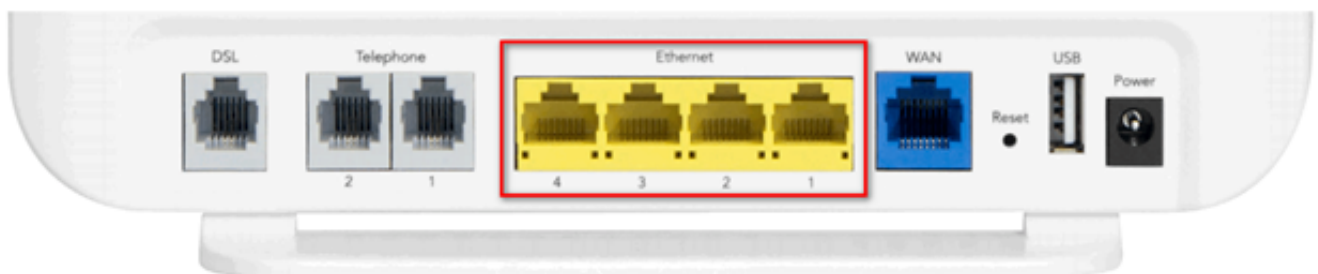 DSL Telephone Ethernet WAN USB
Power
Reset
2 1 4 3 2 1